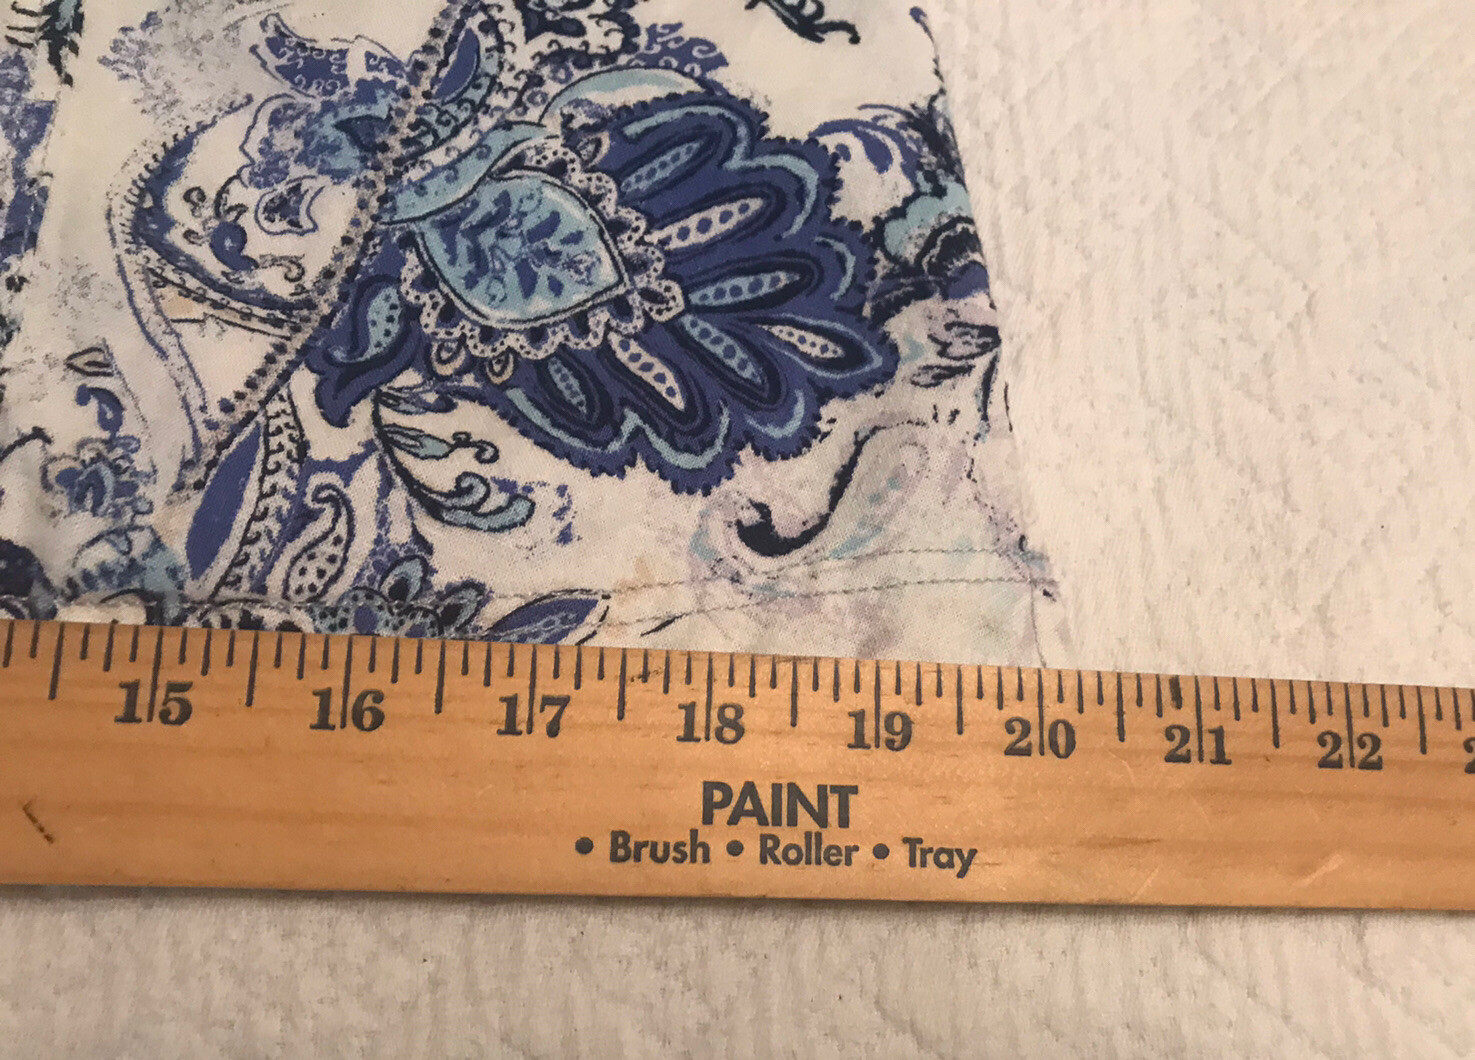 15 16 17 18 19 20 21 22
PAINT
• Brush • Roller • Tray